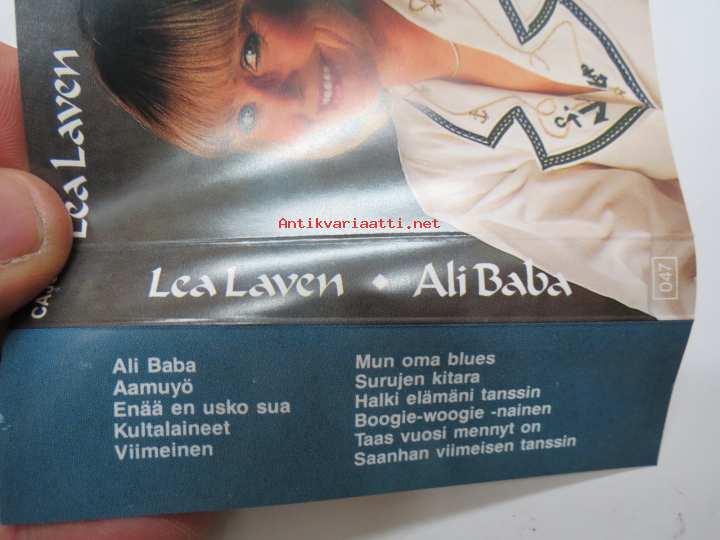 Lea Laven
Antikvariaatti.net
Lea Laven • Ali Baba
047
Ali Baba
Aamuyö
Enää en usko sua
Kultalaineet
Viimeinen
Mun oma blues
Surujen kitara
Halki elämäni tanssin
Boogie-woogie -nainen
Taas vuosi mennyt on
Saanhan viimeisen tanssin